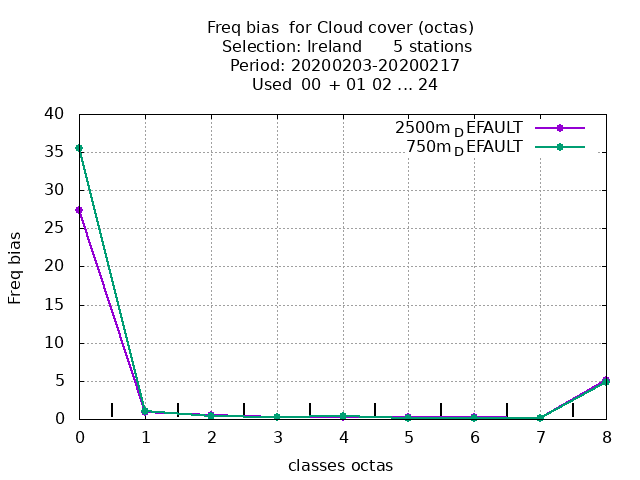 Freq bias  for Cloud cover (octas)
Selection: Ireland      5 stations
Period: 20200203-20200217
Used  00 + 01 02 ... 24
40
35
30
25
20
15
10
5
0
Freq bias
2500m_DEFAULT
750m_DEFAULT
0 1 2 3 4 5 6 7 8
classes octas